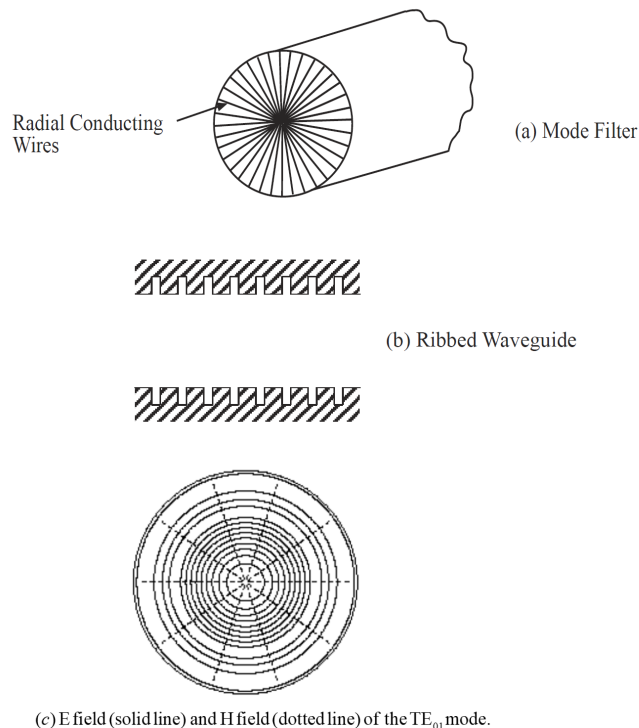 Radial Conducting
Wires
(a) Mode Filter
(b) Ribbed Waveguide
(c) E field (solid line) and H field (dotted line) of the TE01 mode.